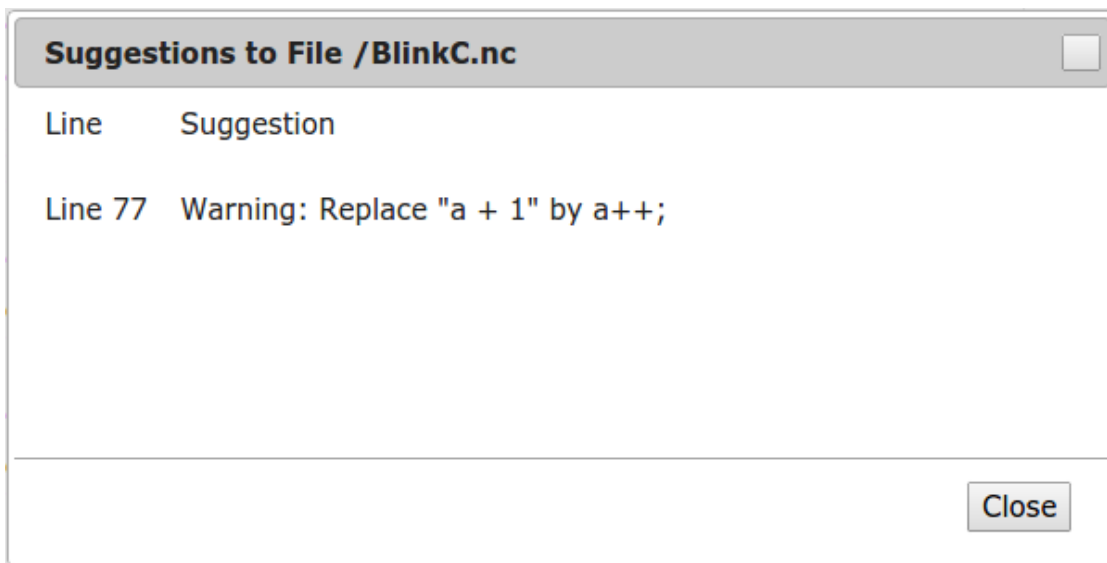 Suggestions to File /BlinkC.nc
Line Suggestion
Line 77 Warning: Replace "a + 1" by a++;
Close